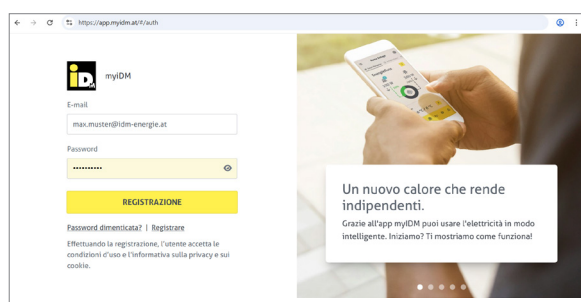 https://app.myidm.at/#/auth
iDM
myiDM
E-mail
max.muster@idm-energie.at
Password
••••••••••
REGISTRAZIONE
Password dimenticata? | Registrare
Effettuando la registrazione, l'utente accetta le
condizioni d'uso e l'informativa sulla privacy e sui
cookie.
Un nuovo calore che rende
indipendenti.
Grazie all'app myIDM puoi usare l'elettricità in modo
intelligente. Iniziamo? Ti mostriamo come funziona!